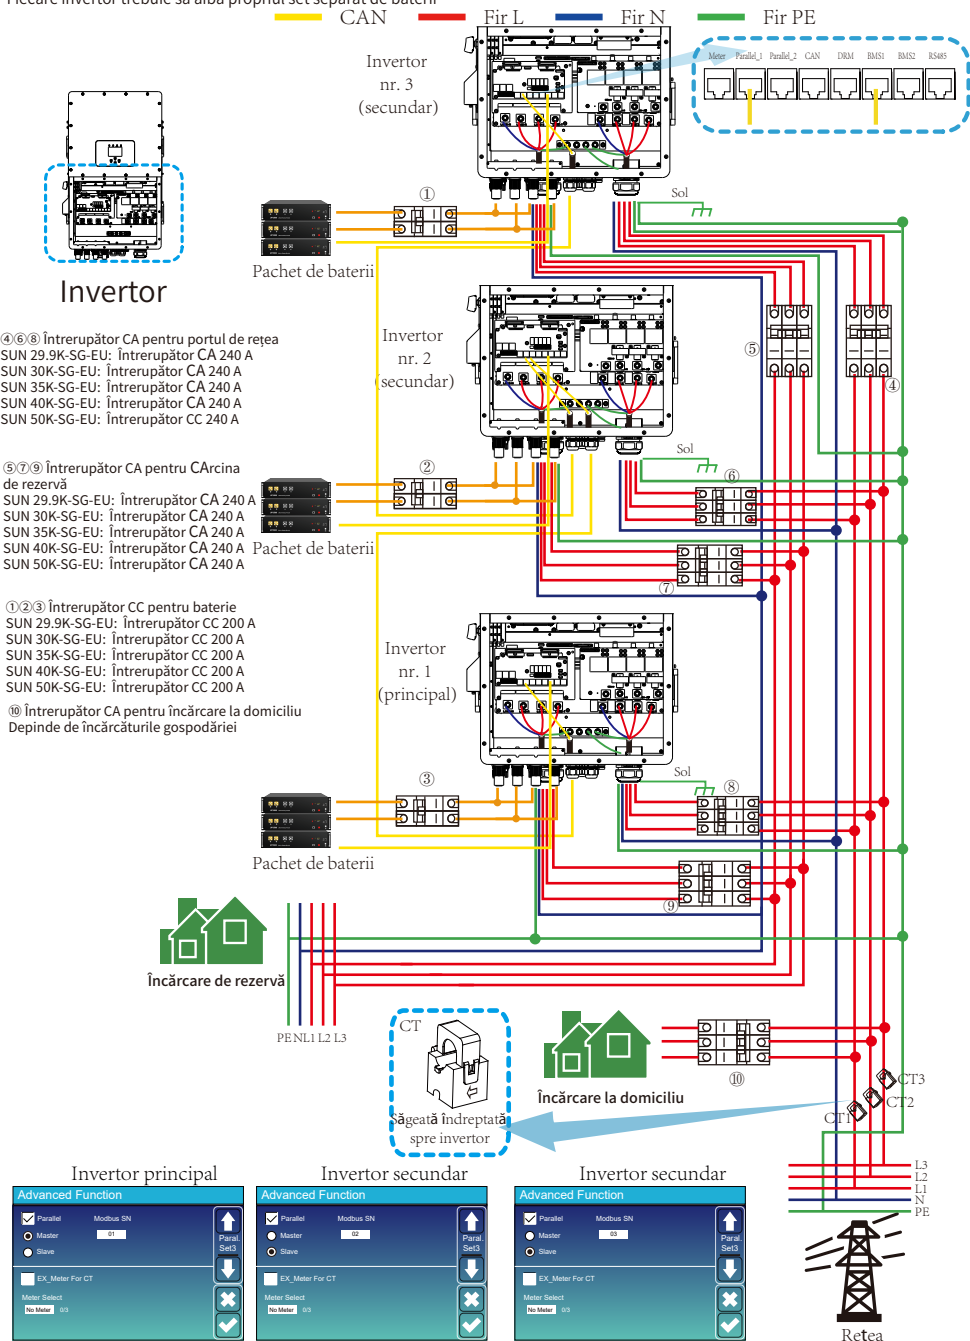 Fiecare invertor trebuie să aibă propriul set separat de baterii
CAN
Fir L
Fir N
Fir PE
Invertor
nr. 3
(secundar)
Meter
Parallel_1
Parallel_2
CAN
DRM
BMS1
BMS2
RS485
Sol
①
Pachet de baterii
Invertor
④⑥⑧ Întrerupător CA pentru portul de rețea
SUN 29.9K-SG-EU: Întrerupător CA 240 A
SUN 30K-SG-EU: Întrerupător CA 240 A
SUN 35K-SG-EU: Întrerupător CA 240 A
SUN 40K-SG-EU: Întrerupător CA 240 A
SUN 50K-SG-EU: Întrerupător CC 240 A
Invertor
nr. 2
(secundar)
⑤
④
⑤⑦⑨ Întrerupător CA pentru CArcina
de rezervă
SUN 29.9K-SG-EU: Întrerupător CA 240 A
SUN 30K-SG-EU: Întrerupător CA 240 A
SUN 35K-SG-EU: Întrerupător CA 240 A
SUN 40K-SG-EU: Întrerupător CA 240 A
SUN 50K-SG-EU: Întrerupător CA 240 A
②
Sol
⑥
Pachet de baterii
⑦
①②③ Întrerupător CC pentru baterie
SUN 29.9K-SG-EU: Întrerupător CC 200 A
SUN 30K-SG-EU: Întrerupător CC 200 A
SUN 35K-SG-EU: Întrerupător CC 200 A
SUN 40K-SG-EU: Întrerupător CC 200 A
SUN 50K-SG-EU: Întrerupător CC 200 A
⑩ Întrerupător CA pentru încărcare la domiciliu
Depinde de încărcăturile gospodăriei
Invertor
nr. 1
(principal)
③
Sol
⑧
Pachet de baterii
⑨
Încărcare de rezervă
PE N L1 L2 L3
CT
Săgeată îndreptată
spre invertor
Încărcare la domiciliu
⑩
CT3
CT2
CT1
L3
L2
L1
N
PE
Rețea
Invertor principal
Advanced Function
Parallel
Modbus SN
Master
01
Slave
Paral.
Set3
EX_Meter For CT
Meter Select
No Meter
0/3
Invertor secundar
Advanced Function
Parallel
Modbus SN
Master
02
Slave
Paral.
Set3
EX_Meter For CT
Meter Select
No Meter
0/3
Invertor secundar
Advanced Function
Parallel
Modbus SN
Master
03
Slave
Paral.
Set3
EX_Meter For CT
Meter Select
No Meter
0/3